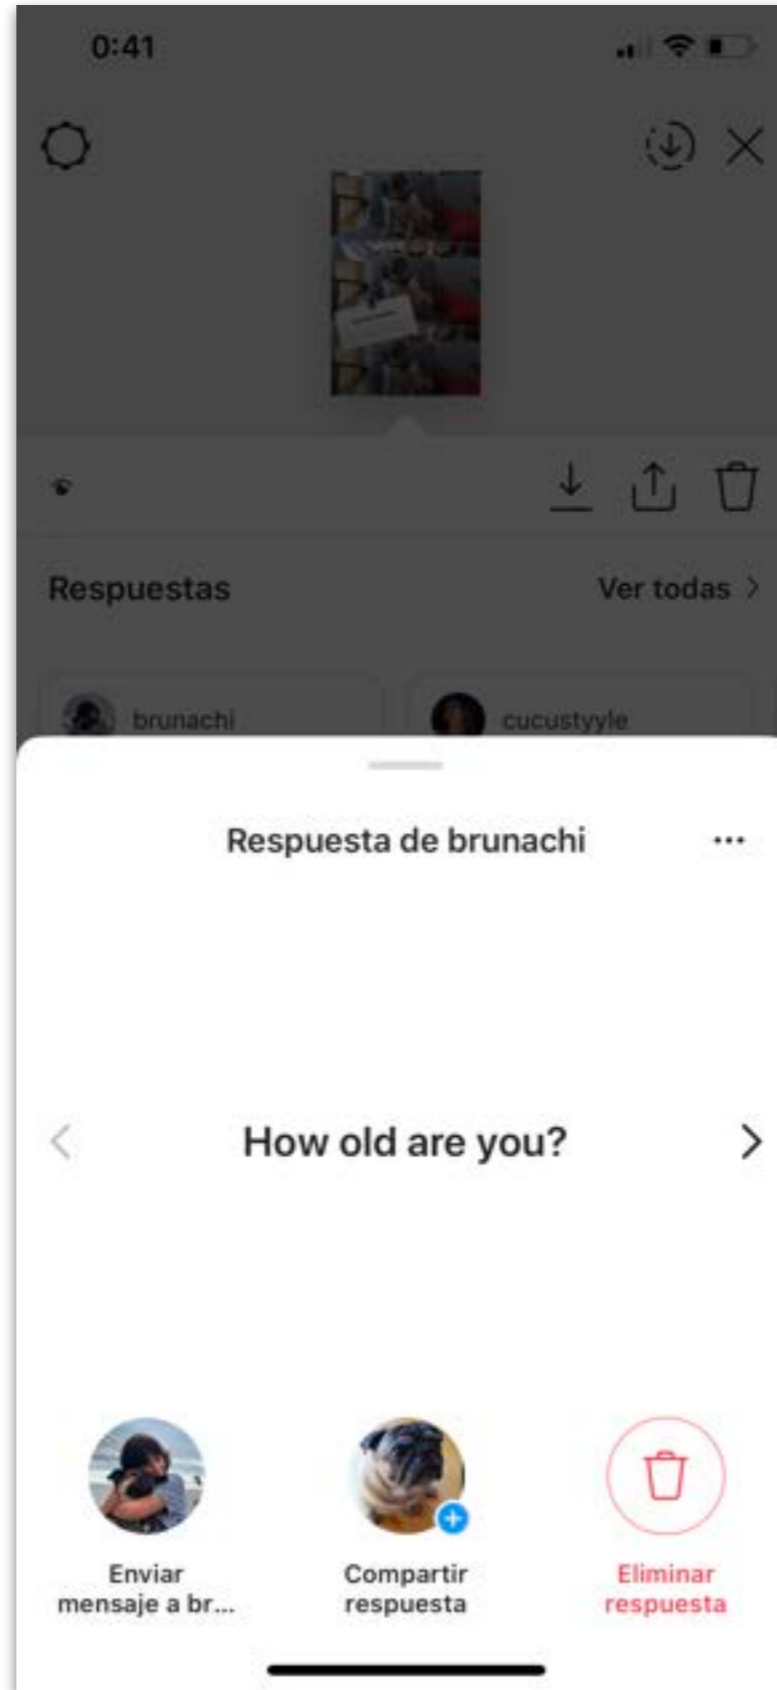 0:41
Respuestas
Ver todas >
brunachi
cucustyyle
Respuesta de brunachi
...
How old are you?
Enviar
mensaje a br...
Compartir
respuesta
Eliminar
respuesta